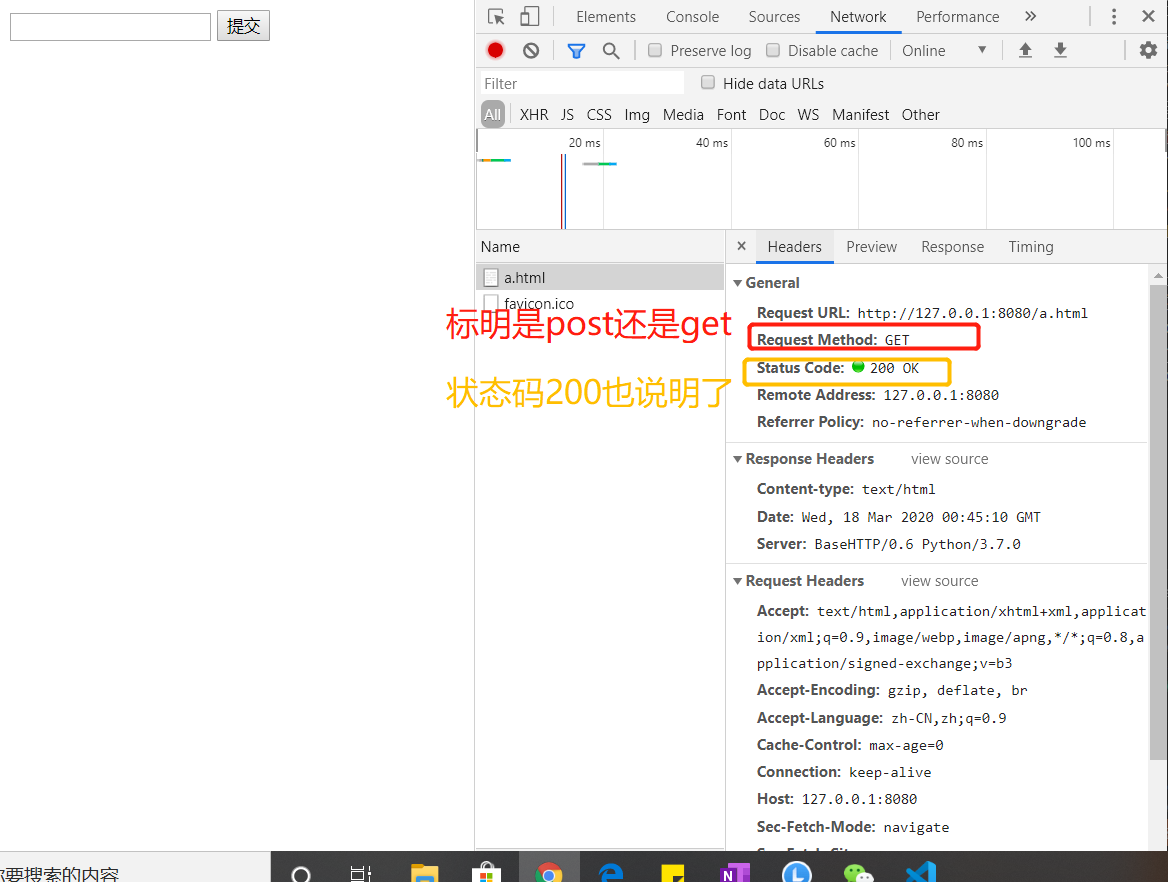 提交
Elements Console Sources Network Performance »
Preserve log Disable cache Online
Filter Hide data URLs
All XHR JS CSS Img Media Font Doc WS Manifest Other
20 ms 40 ms 60 ms 80 ms 100 ms
Name
a.html
favicon.ico
标明是post还是get
状态码200也说明了
× Headers Preview Response Timing
General
Request URL: http://127.0.0.1:8080/a.html
Request Method: GET
Status Code: 200 OK
Remote Address: 127.0.0.1:8080
Referrer Policy: no-referrer-when-downgrade
Response Headers view source
Content-type: text/html
Date: Wed, 18 Mar 2020 00:45:10 GMT
Server: BaseHTTP/0.6 Python/3.7.0
Request Headers view source
Accept: text/html,application/xhtml+xml,applicat
ion/xml;q=0.9,image/webp,image/apng,*/*;q=0.8,a
pplication/signed-exchange;v=b3
Accept-Encoding: gzip, deflate, br
Accept-Language: zh-CN,zh;q=0.9
Cache-Control: max-age=0
Connection: keep-alive
Host: 127.0.0.1:8080
Sec-Fetch-Mode: navigate
要搜索的内容